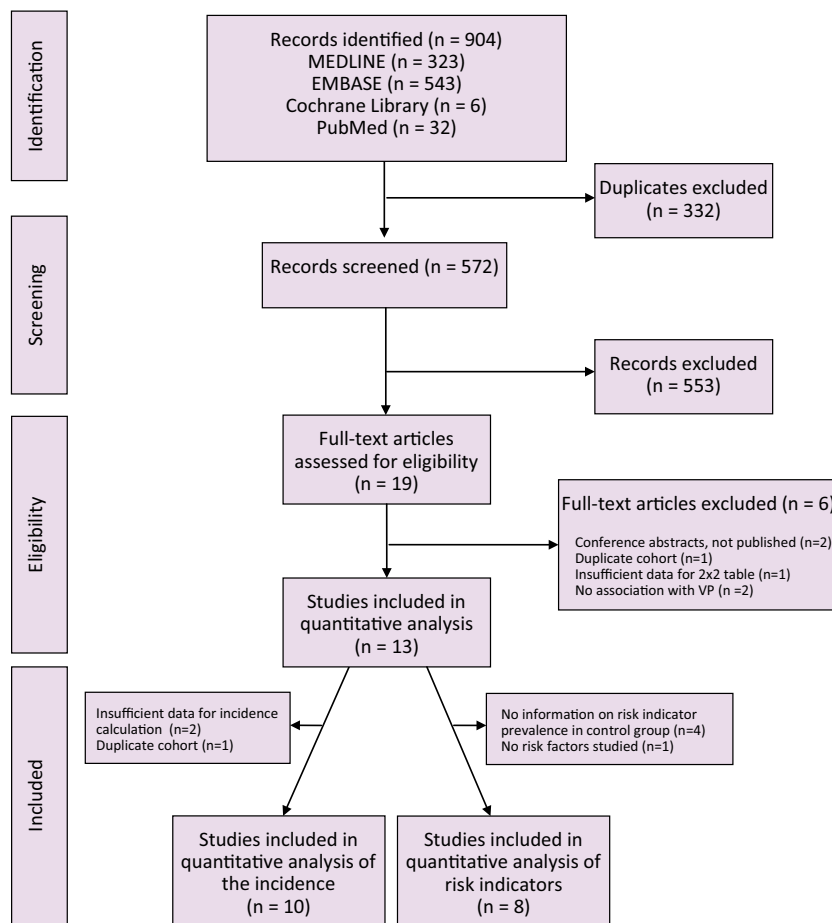 Identification
Records identified (n = 904)
MEDLINE (n = 323)
EMBASE (n = 543)
Cochrane Library (n = 6)
PubMed (n = 32)
Duplicates excluded
(n = 332)
Screening
Records screened (n = 572)
Records excluded
(n = 553)
Eligibility
Full-text articles
assessed for eligibility
(n = 19)
Full-text articles excluded (n = 6)
Conference abstracts, not published (n=2)
Duplicate cohort (n=1)
Insufficient data for 2x2 table (n=1)
No association with VP (n =2)
Studies included in
quantitative analysis
(n = 13)
Included
Insufficient data for incidence
calculation (n=2)
Duplicate cohort (n=1)
No information on risk indicator
prevalence in control group (n=4)
No risk factors studied (n=1)
Studies included in
quantitative analysis of
the incidence
(n = 10)
Studies included in
quantitative analysis of
risk indicators
(n = 8)